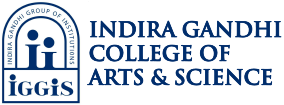 INDIRA GANDHI GROUP OF INSTITUTIONS
iGGiS
INDIRA GANDHI
COLLEGE OF
ARTS & SCIENCE